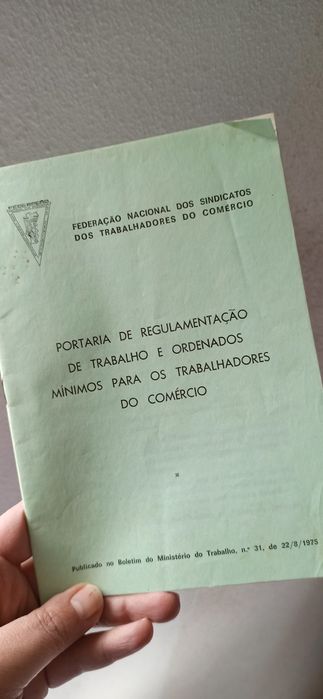 FEDERAÇÃO NACIONAL DOS SINDICATOS
DOS TRABALHADORES DO COMÉRCIO
PORTARIA DE REGULAMENTAÇÃO
DE TRABALHO E ORDENADOS
MÍNIMOS PARA OS TRABALHADORES
DO COMÉRCIO
Publicado no Boletim do Ministério do Trabalho, n.º 31, de 22/8/1975